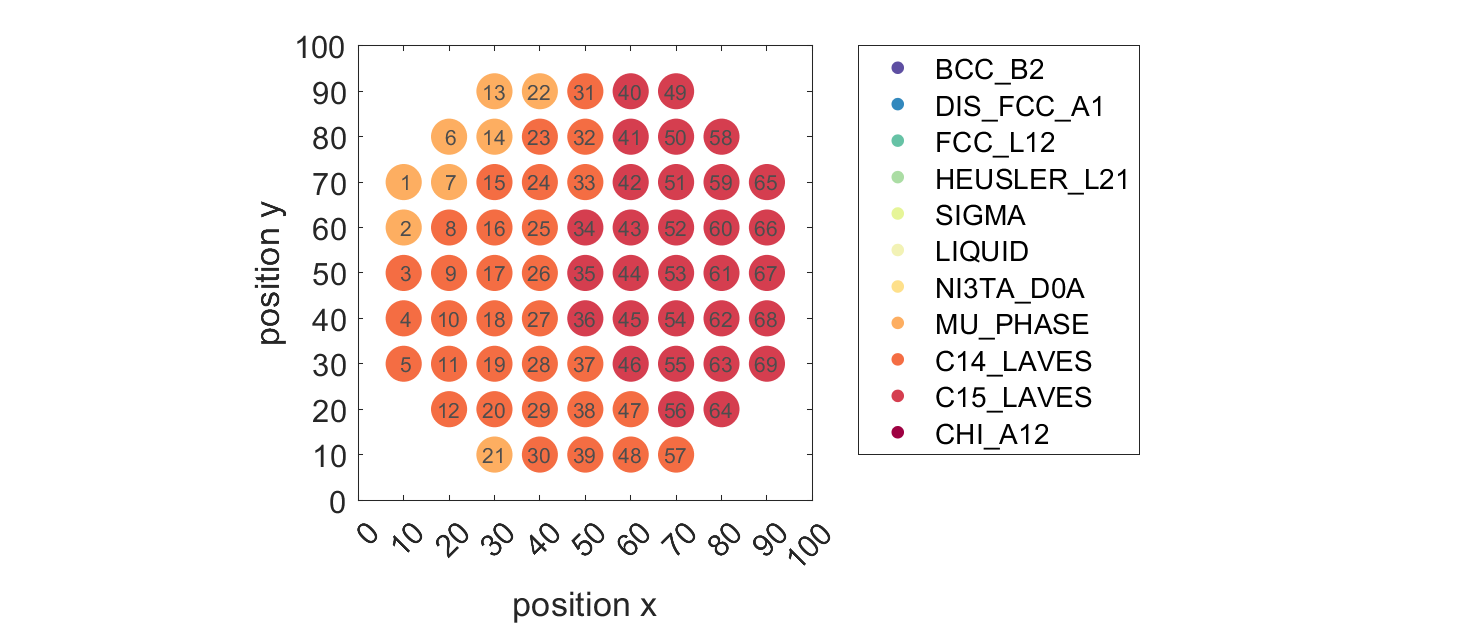 100
90
80
70
60
50
40
30
20
10
0
position y
13 22 31 40 49
6 14 23 32 41 50 58
1 7 15 24 33 42 51 59 65
2 8 16 25 34 43 52 60 66
3 9 17 26 35 44 53 61 67
4 10 18 27 36 45 54 62 68
5 11 19 28 37 46 55 63 69
12 20 29 38 47 56 64
21 30 39 48 57
0 10 20 30 40 50 60 70 80 90 100
position x
BCC_B2
DIS_FCC_A1
FCC_L12
HEUSLER_L21
SIGMA
LIQUID
NI3TA_D0A
MU_PHASE
C14_LAVES
C15_LAVES
CHI_A12